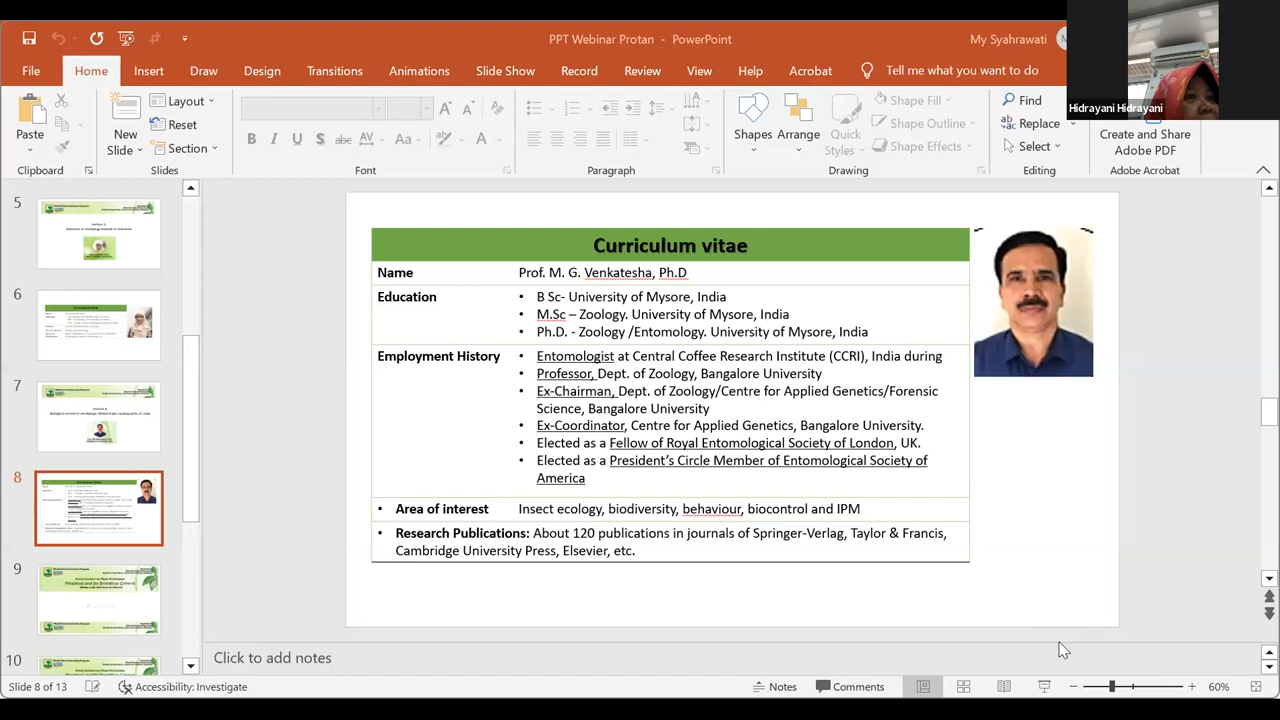 PPT Webinar Protan - PowerPoint
My Syahrawati
File
Home
Insert
Draw
Design
Transitions
Animations
Slide Show
Record
Review
View
Help
Acrobat
Tell me what you want to do
Hidrayani Hidrayani
Paste
New
Slide
Layout
Reset
Section
Shapes
Arrange
Quick
Styles
Shape Fill
Shape Outline
Shape Effects
Find
Replace
Select
Create and Share
Adobe PDF
Clipboard
Slides
Font
Paragraph
Drawing
Editing
Adobe Acrobat
5
6
7
8
9
10
Curriculum vitae
Name Prof. M. G. Venkatesha, Ph.D
Education • B Sc- University of Mysore, India
• M.Sc – Zoology. University of Mysore, India
• Ph.D. - Zoology /Entomology. University of Mysore, India
Employment History • Entomologist at Central Coffee Research Institute (CCRI), India during
• Professor, Dept. of Zoology, Bangalore University
• Ex-Chairman, Dept. of Zoology/Centre for Applied Genetics/Forensic
Science, Bangalore University
• Ex-Coordinator, Centre for Applied Genetics, Bangalore University.
• Elected as a Fellow of Royal Entomological Society of London, UK.
• Elected as a President's Circle Member of Entomological Society of
America
• Area of interest Insect ecology, biodiversity, behaviour, biocontrol and IPM
• Research Publications: About 120 publications in journals of Springer-Verlag, Taylor & Francis,
Cambridge University Press, Elsevier, etc.
Click to add notes
Slide 8 of 13
Accessibility: Investigate
Notes
Comments
60%